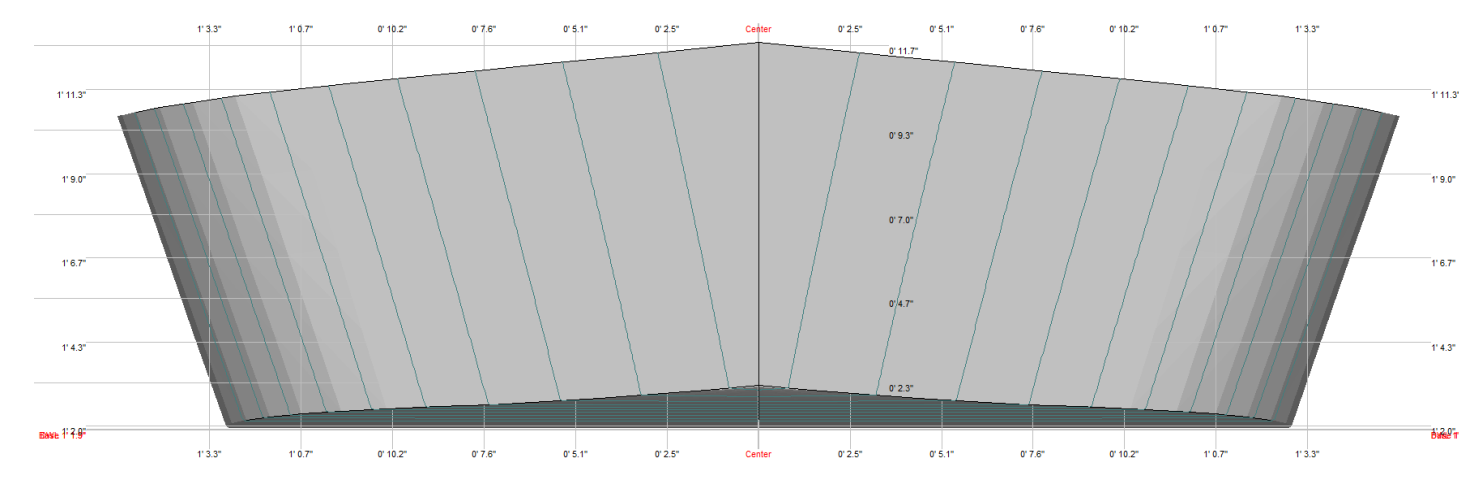 1' 3.3" 1' 0.7" 0' 10.2" 0' 7.6" 0' 5.1" 0' 2.5" Center 0' 2.5" 0' 5.1" 0' 7.6" 0' 10.2" 1' 0.7" 1' 3.3"
0' 11.7"
1' 11.3" 1' 11.3"
0' 9.3"
1' 9.0" 1' 9.0"
0' 7.0"
1' 6.7" 1' 6.7"
0' 4.7"
1' 4.3" 1' 4.3"
0' 2.3"
1' 2.0" 1' 2.0"
1' 3.3" 1' 0.7" 0' 10.2" 0' 7.6" 0' 5.1" 0' 2.5" Center 0' 2.5" 0' 5.1" 0' 7.6" 0' 10.2" 1' 0.7" 1' 3.3"